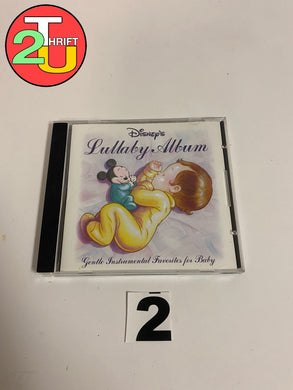 THRIFT
2
U
Disney's
Lullaby Album
Gentle Instrumental Favorites for Baby
2